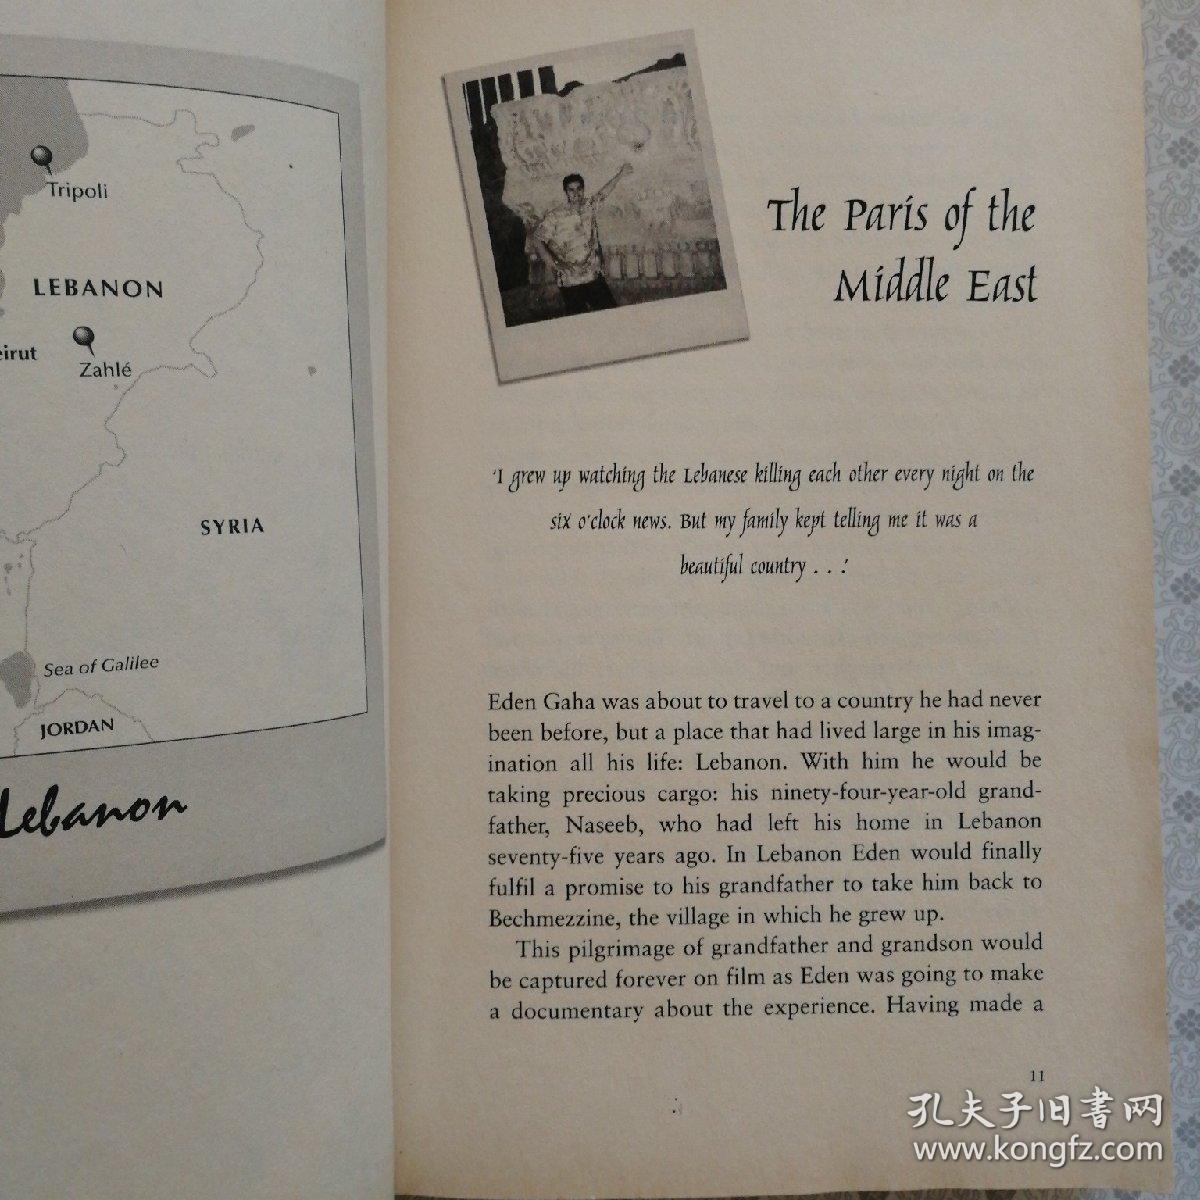 Tripoli
LEBANON
eirut
Zahlé
SYRIA
Sea of Galilee
JORDAN
Lebanon
The Paris of the
Middle East
'I grew up watching the Lebanese killing each other every night on the
six o'clock news. But my family kept telling me it was a
beautiful country . . .'
Eden Gaha was about to travel to a country he had never
been before, but a place that had lived large in his imag-
ination all his life: Lebanon. With him he would be
taking precious cargo: his ninety-four-year-old grand-
father, Naseeb, who had left his home in Lebanon
seventy-five years ago. In Lebanon Eden would finally
fulfil a promise to his grandfather to take him back to
Bechmezzine, the village in which he grew up.
This pilgrimage of grandfather and grandson would
be captured forever on film as Eden was going to make
a documentary about the experience. Having made a
11
孔夫子旧書网
www.kongfz.com